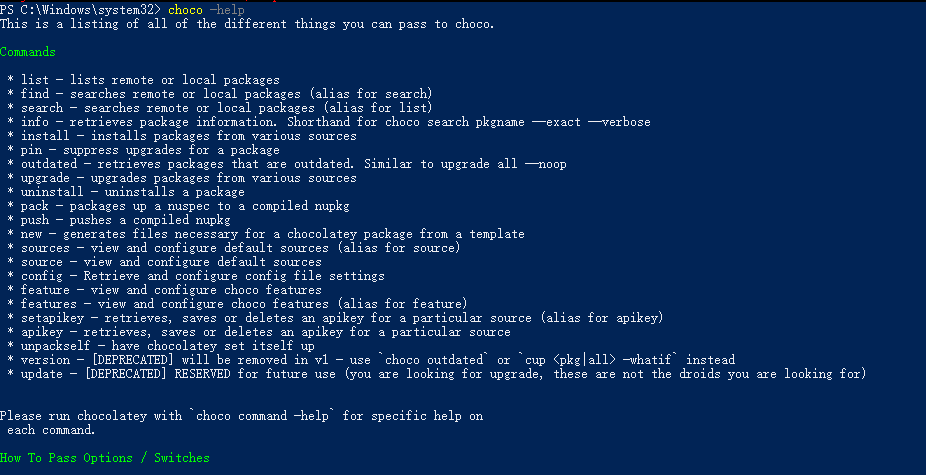 PS C:\Windows\system32> choco -help
This is a listing of all of the different things you can pass to choco.
Commands
* list - lists remote or local packages
* find - searches remote or local packages (alias for search)
* search - searches remote or local packages (alias for list)
* info - retrieves package information. Shorthand for choco search pkgname --exact --verbose
* install - installs packages from various sources
* pin - suppress upgrades for a package
* outdated - retrieves packages that are outdated. Similar to upgrade all --noop
* upgrade - upgrades packages from various sources
* uninstall - uninstalls a package
* pack - packages up a nuspec to a compiled nupkg
* push - pushes a compiled nupkg
* new - generates files necessary for a chocolatey package from a template
* sources - view and configure default sources (alias for source)
* source - view and configure default sources
* config - Retrieve and configure config file settings
* feature - view and configure choco features
* features - view and configure choco features (alias for feature)
* setapikey - retrieves, saves or deletes an apikey for a particular source (alias for apikey)
* apikey - retrieves, saves or deletes an apikey for a particular source
* unpackself - have chocolatey set itself up
* version - [DEPRECATED] will be removed in v1 - use `choco outdated` or `cup <pkg|all> -whatif` instead
* update - [DEPRECATED] RESERVED for future use (you are looking for upgrade, these are not the droids you are looking for)
Please run chocolatey with `choco command -help` for specific help on
each command.
How To Pass Options / Switches